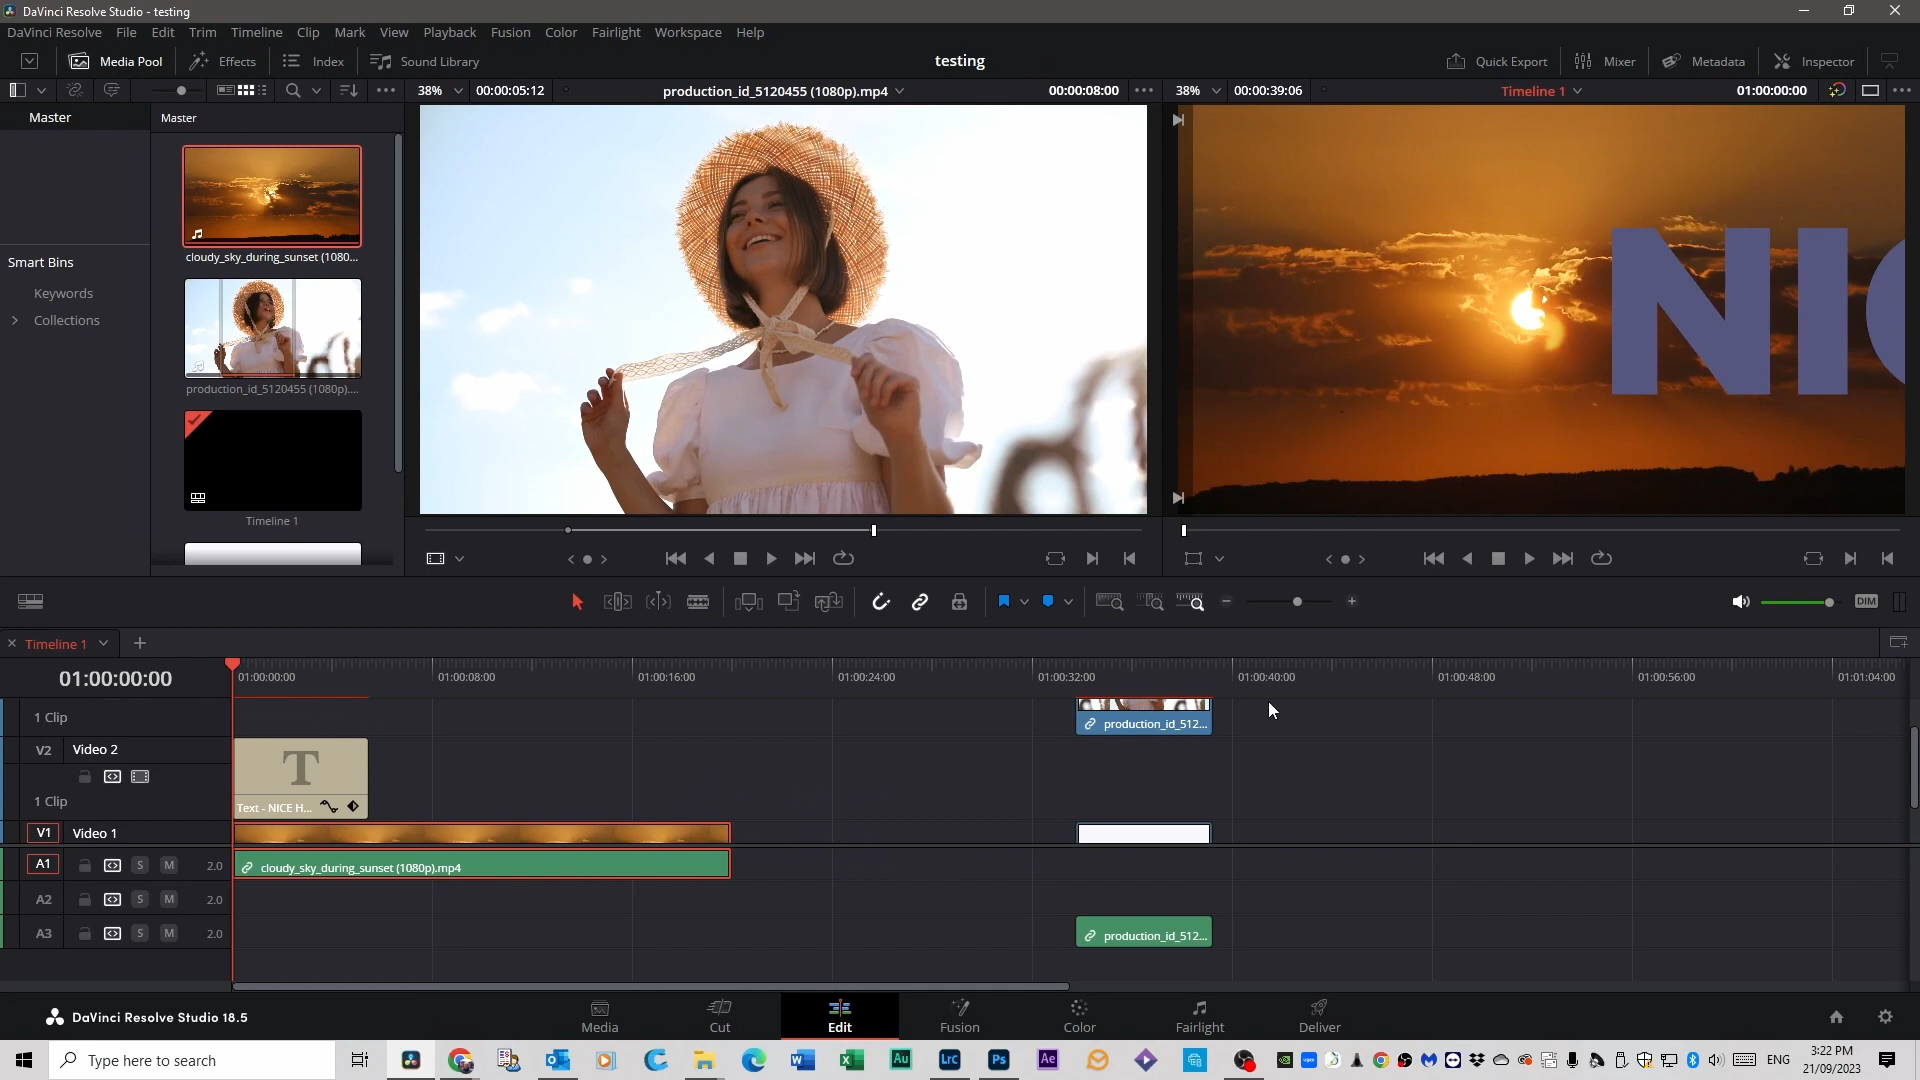 DaVinci Resolve Studio - testing
DaVinci Resolve File Edit Trim Timeline Clip Mark View Playback Fusion Color Fairlight Workspace Help
Media Pool Effects Index Sound Library testing Quick Export Mixer Metadata Inspector
38% 00:00:05:12 production_id_5120455 (1080p).mp4 00:00:08:00 38% 00:00:39:06 Timeline 1 01:00:00:00
Master Master
cloudy_sky_during_sunset (1080...
Smart Bins
Keywords
Collections
production_id_5120455 (1080p)....
Timeline 1
NIC
DIM
Timeline 1
01:00:00:00 01:00:00:00 01:00:08:00 01:00:16:00 01:00:24:00 01:00:32:00 01:00:40:00 01:00:48:00 01:00:56:00 01:01:04:00
1 Clip production_id_512...
V2 Video 2 T
1 Clip Text - NICE H...
V1 Video 1
A1 S M 2.0 cloudy_sky_during_sunset (1080p).mp4
A2 S M 2.0
A3 S M 2.0 production_id_512...
DaVinci Resolve Studio 18.5 Media Cut Edit Fusion Color Fairlight Deliver
Type here to search Au Lrc Ps Ae ENG 3:22 PM
21/09/2023